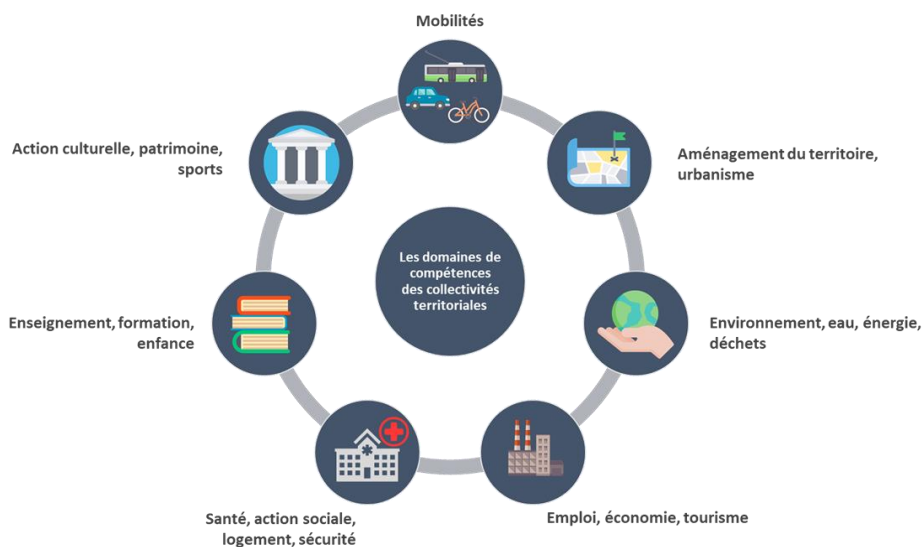 Mobilités
Action culturelle, patrimoine,
sports
Aménagement du territoire,
urbanisme
Les domaines de
compétences
des collectivités
territoriales
Enseignement, formation,
enfance
Environnement, eau, énergie,
déchets
Santé, action sociale,
logement, sécurité
Emploi, économie, tourisme